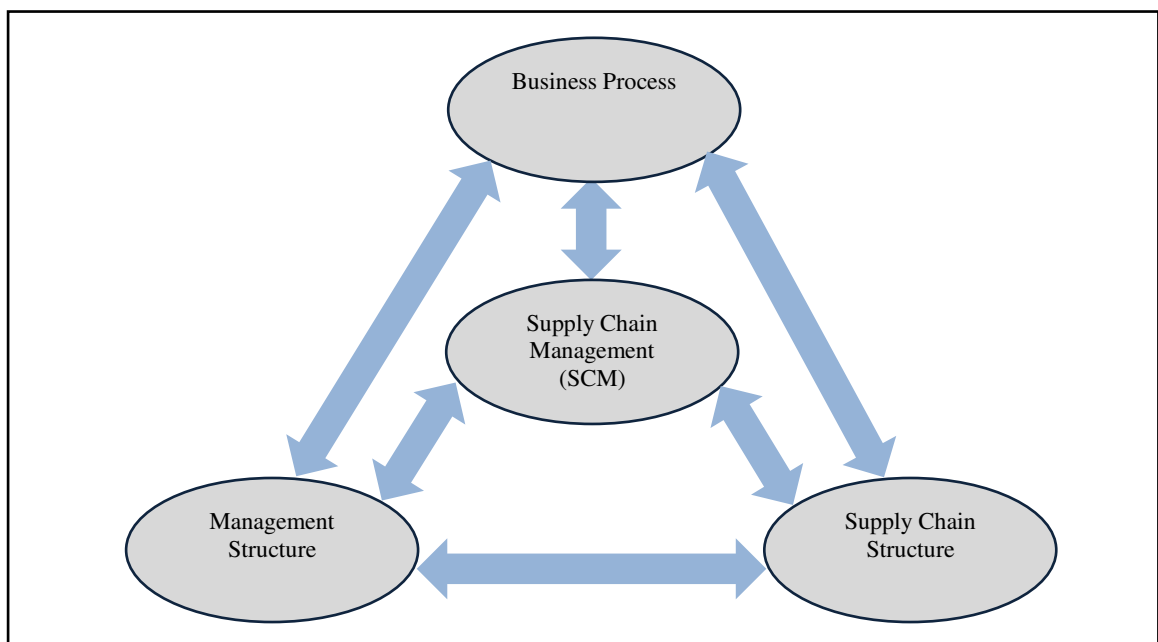 Business Process
Supply Chain
Management
(SCM)
Management
Structure
Supply Chain
Structure